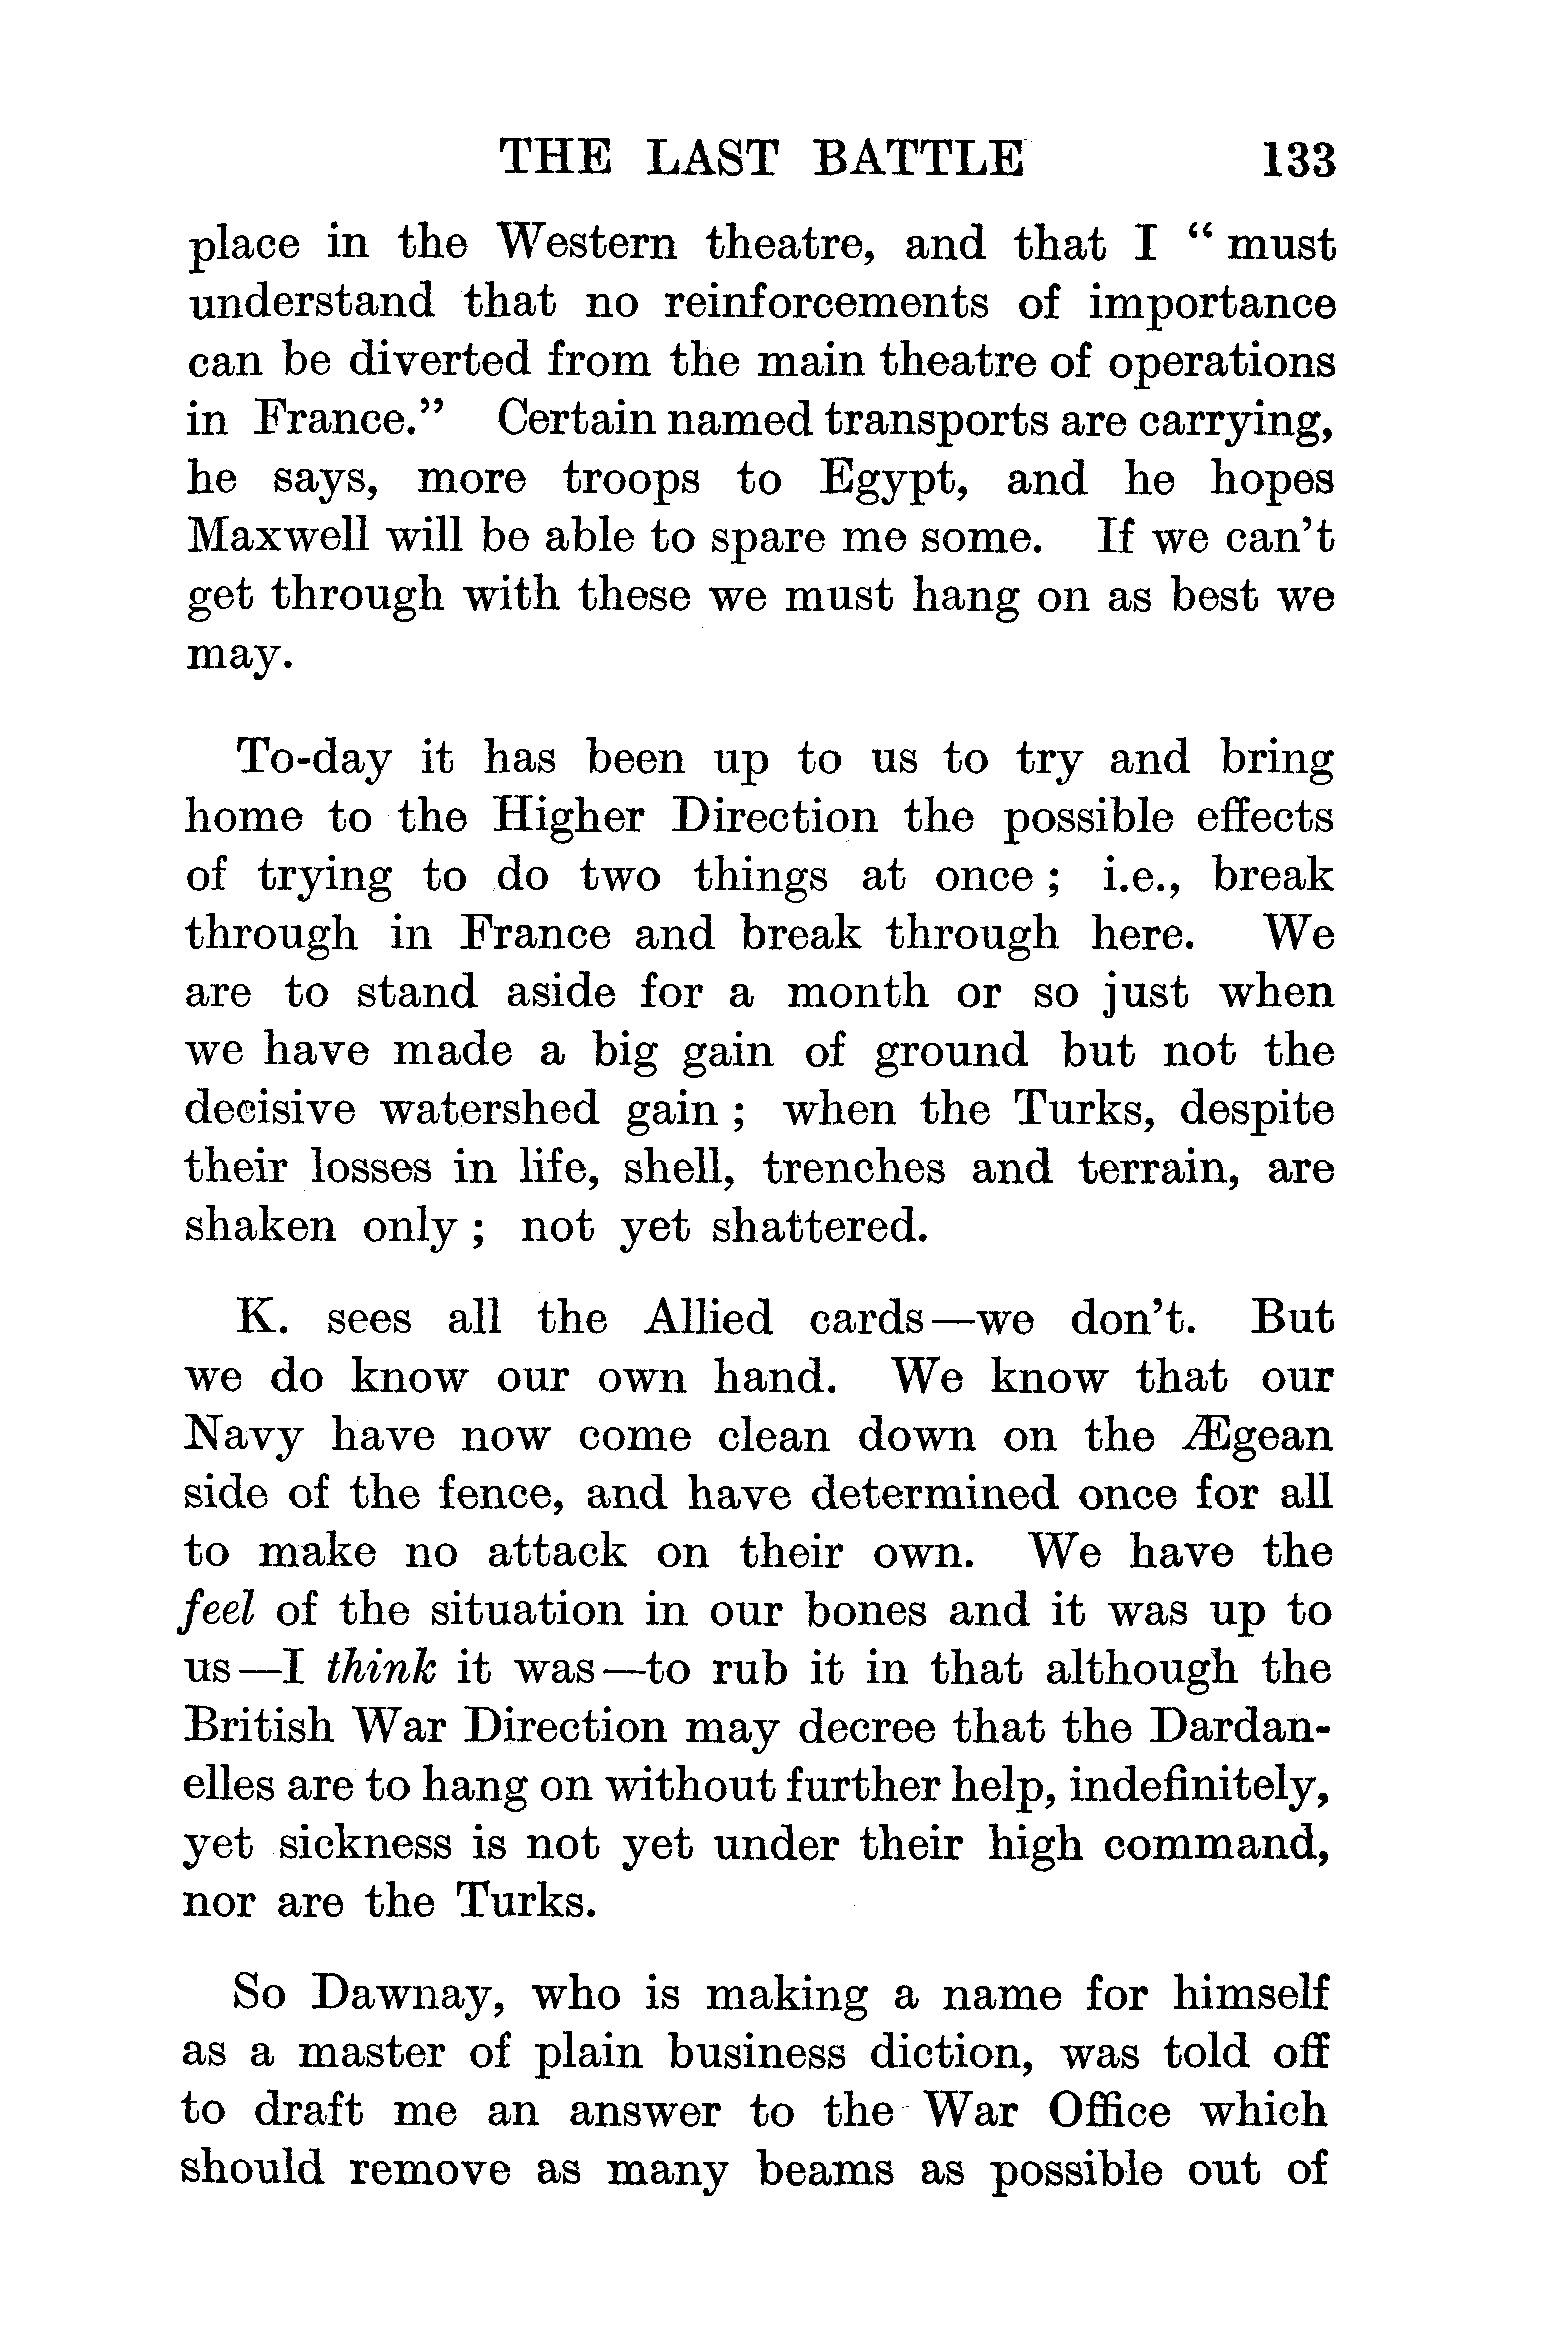 THE LAST BATTLE 133
place in the Western theatre, and that I “ must
understand that no reinforcements of importance
can be diverted from the main theatre of operations
in France.” Certain named transports are carrying,
he says, more troops to Egypt, and he hopes
Maxwell will be able to spare me some. If we can’t
get through with these we must hang on as best we
may.
To-day it has been up to us to try and bring
home to the Higher Direction the possible effects
of trying to do two things at once ; i.e., break
through in France and break through here. We
are to stand aside for a month or so just when
we have made a big gain of ground but not the
decisive watershed gain ; when the Turks, despite
their losses in life, shell, trenches and terrain, are
shaken only ; not yet shattered.
K. sees all the Allied cards—we don’t. But
we do know our own hand. We know that our
Navy have now come clean down on the Ægean
side of the fence, and have determined once for all
to make no attack on their own. We have the
feel of the situation in our bones and it was up to
us—I think it was—to rub it in that although the
British War Direction may decree that the Dardan-
elles are to hang on without further help, indefinitely,
yet sickness is not yet under their high command,
nor are the Turks.
So Dawnay, who is making a name for himself
as a master of plain business diction, was told off
to draft me an answer to the War Office which
should remove as many beams as possible out of